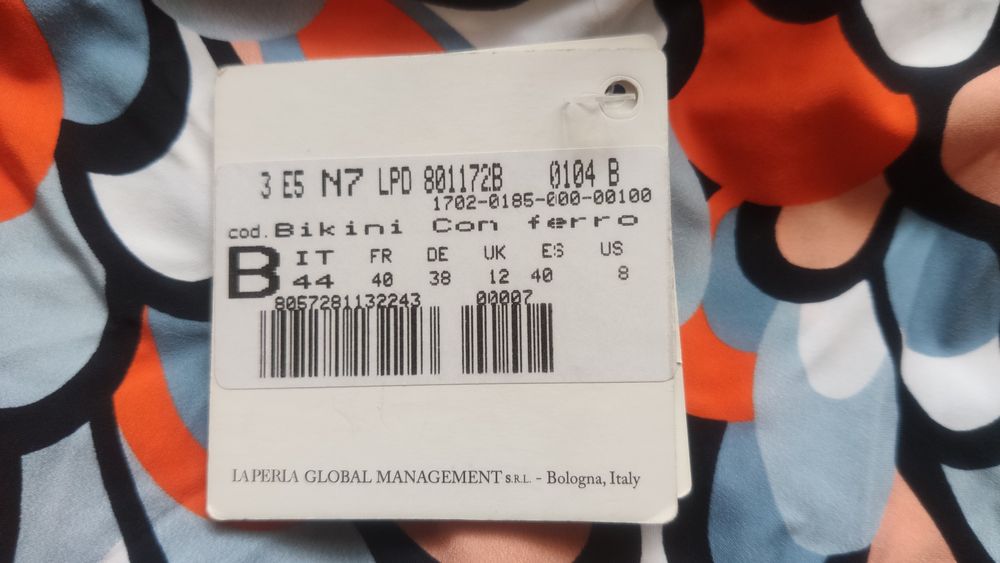 3 E5 N7 LPD 801172B 0104 B
1702-0185-000-00100
cod. Bikini Con ferro
B IT FR DE UK ES US
44 40 38 12 40 8
8057281132243 00007
LA PERLA GLOBAL MANAGEMENT S.R.L. - Bologna, Italy